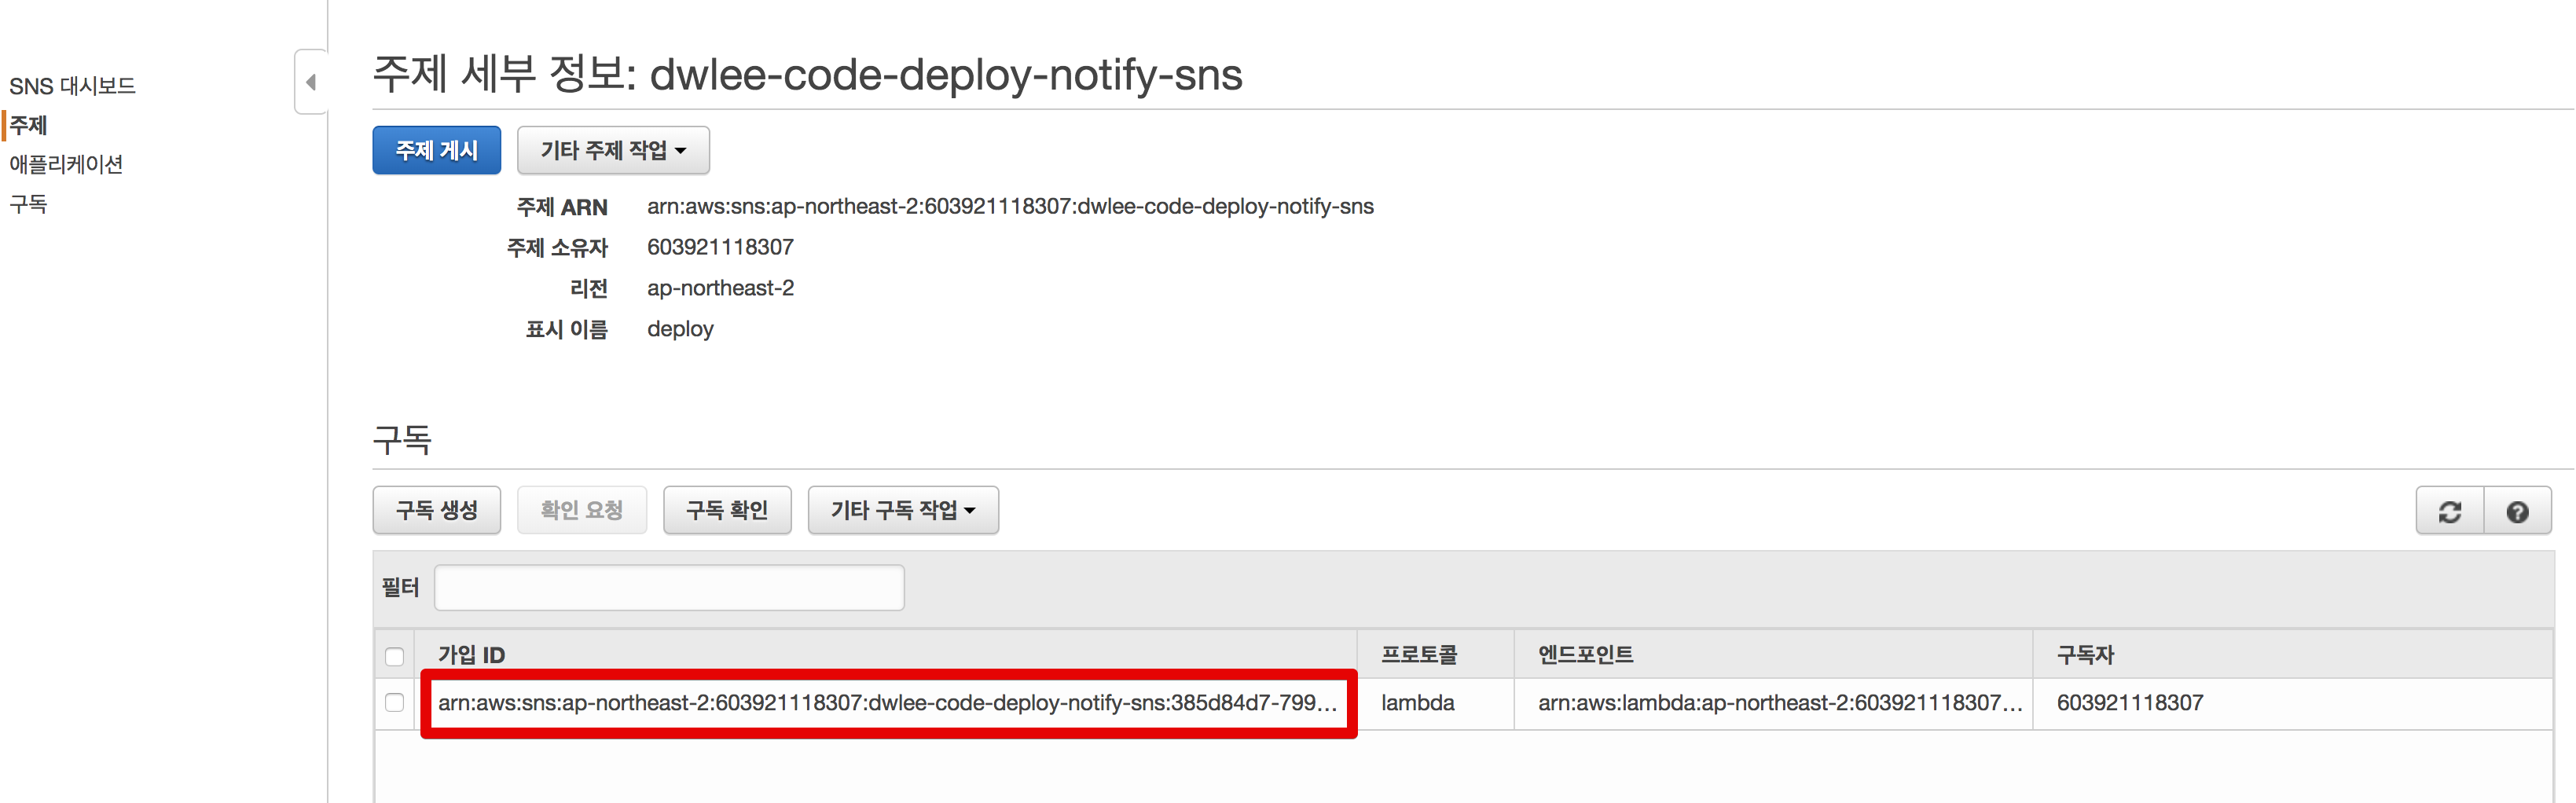 SNS 대시보드
주제
애플리케이션
구독
주제 세부 정보: dwlee-code-deploy-notify-sns
주제 게시
기타 주제 작업
주제 ARN arn:aws:sns:ap-northeast-2:603921118307:dwlee-code-deploy-notify-sns
주제 소유자 603921118307
리전 ap-northeast-2
표시 이름 deploy
구독
구독 생성 확인 요청 구독 확인 기타 구독 작업
필터
가입 ID 프로토콜 엔드포인트 구독자
arn:aws:sns:ap-northeast-2:603921118307:dwlee-code-deploy-notify-sns:385d84d7-799... lambda arn:aws:lambda:ap-northeast-2:603921118307... 603921118307